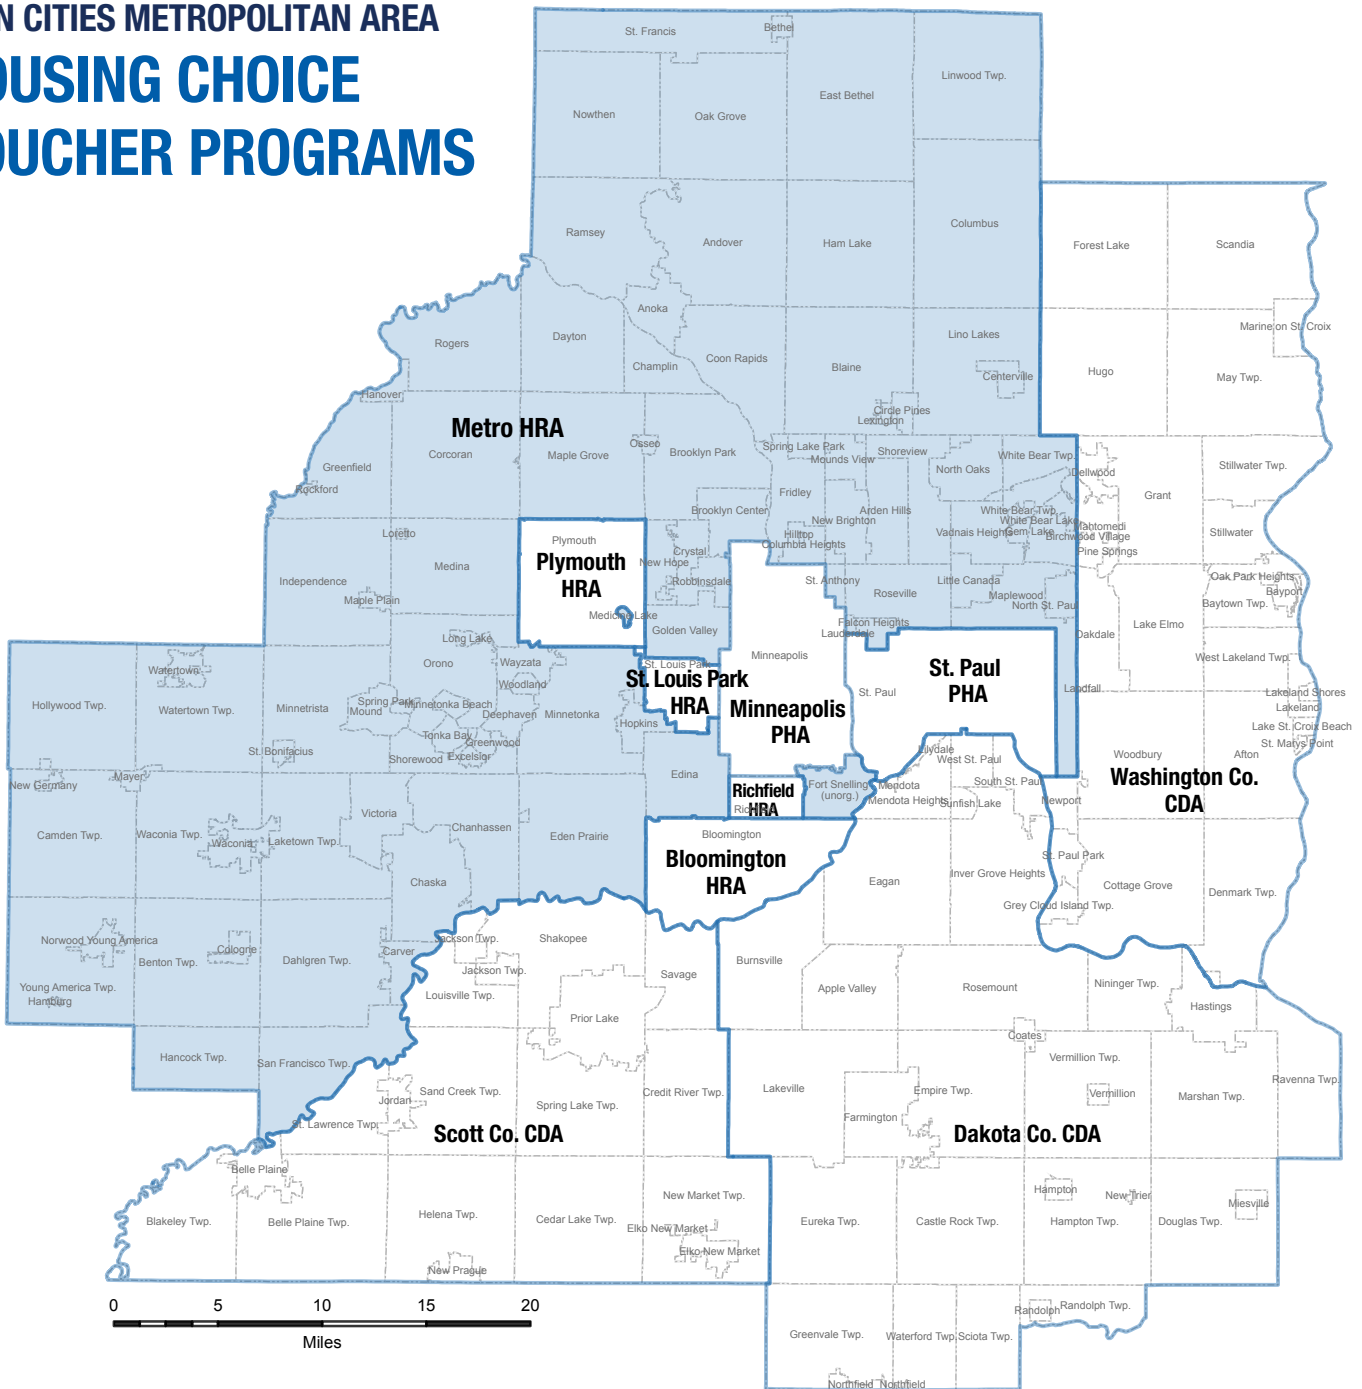 N CITIES METROPOLITAN AREA
OUSING CHOICE
OUCHER PROGRAMS
St. Francis
Bethel
Linwood Twp.
Nowthen
Oak Grove
East Bethel
Ramsey
Andover
Ham Lake
Columbus
Forest Lake
Scandia
Anoka
Rogers
Dayton
Champlin
Coon Rapids
Blaine
Lino Lakes
Centerville
Marine on St. Croix
Hugo
May Twp.
Hanover
Circle Pines
Lexington
Metro HRA
Corcoran
Maple Grove
Osseo
Brooklyn Park
Spring Lake Park
Mounds View
Shoreview
North Oaks
White Bear Twp.
Dellwood
Stillwater Twp.
Greenfield
Rockford
Fridley
Grant
Brooklyn Center
New Brighton
Arden Hills
White Bear Twp.
White Bear Lake
Gem Lake
Mahtomedi
Birchwood Village
Vadnais Heights
Stillwater
Loretto
Hilltop
Columbia Heights
Plymouth
Plymouth
HRA
Crystal
New Hope
Robbinsdale
Pine Springs
Medina
Independence
Maple Plain
St. Anthony
Roseville
Little Canada
Maplewood
North St. Paul
Oak Park Heights
Bayport
Baytown Twp.
Medicine Lake
Golden Valley
Falcon Heights
Lauderdale
Lake Elmo
Oakdale
Long Lake
Orono
Wayzata
Woodland
Minneapolis
St. Louis Park
St. Louis Park
HRA
St. Paul
St. Paul
PHA
Landfall
West Lakeland Twp.
Watertown
Watertown Twp.
Hollywood Twp.
Minnetrista
Spring Park
Mound
Minnetonka Beach
Deephaven
Minnetonka
Hopkins
Minneapolis
PHA
Lakeland Shores
Lakeland
Lake St. Croix Beach
St. Marys Point
Tonka Bay
Greenwood
Excelsior
Shorewood
St. Bonifacius
Lilydale
West St. Paul
Woodbury
Afton
New Germany
Mayer
Edina
Richfield
HRA
Fort Snelling
(unorg.)
Mendota
Mendota Heights
South St. Paul
Sunfish Lake
Newport
Washington Co.
CDA
Victoria
Chanhassen
Camden Twp.
Waconia Twp.
Waconia
Laketown Twp.
Eden Prairie
Bloomington
Bloomington
HRA
St. Paul Park
Chaska
Eagan
Inver Grove Heights
Cottage Grove
Denmark Twp.
Grey Cloud Island Twp.
Norwood Young America
Cologne
Benton Twp.
Dahlgren Twp.
Carver
Jackson Twp.
Jackson Twp.
Shakopee
Savage
Burnsville
Young America Twp.
Hamburg
Louisville Twp.
Prior Lake
Apple Valley
Rosemount
Nininger Twp.
Hastings
Coates
Hancock Twp.
San Francisco Twp.
Vermillion Twp.
Ravenna Twp.
Sand Creek Twp.
Jordan
Spring Lake Twp.
Credit River Twp.
Lakeville
Empire Twp.
Vermillion
Marshan Twp.
Farmington
St. Lawrence Twp.
Scott Co. CDA
Dakota Co. CDA
Belle Plaine
New Market Twp.
Hampton
New Trier
Miesville
Blakeley Twp.
Belle Plaine Twp.
Helena Twp.
Cedar Lake Twp.
Elko New Market
Elko New Market
Eureka Twp.
Castle Rock Twp.
Hampton Twp.
Douglas Twp.
New Prague
0 5 10 15 20
Miles
Randolph
Randolph Twp.
Greenvale Twp.
Waterford Twp.
Sciota Twp.
Northfield
Northfield